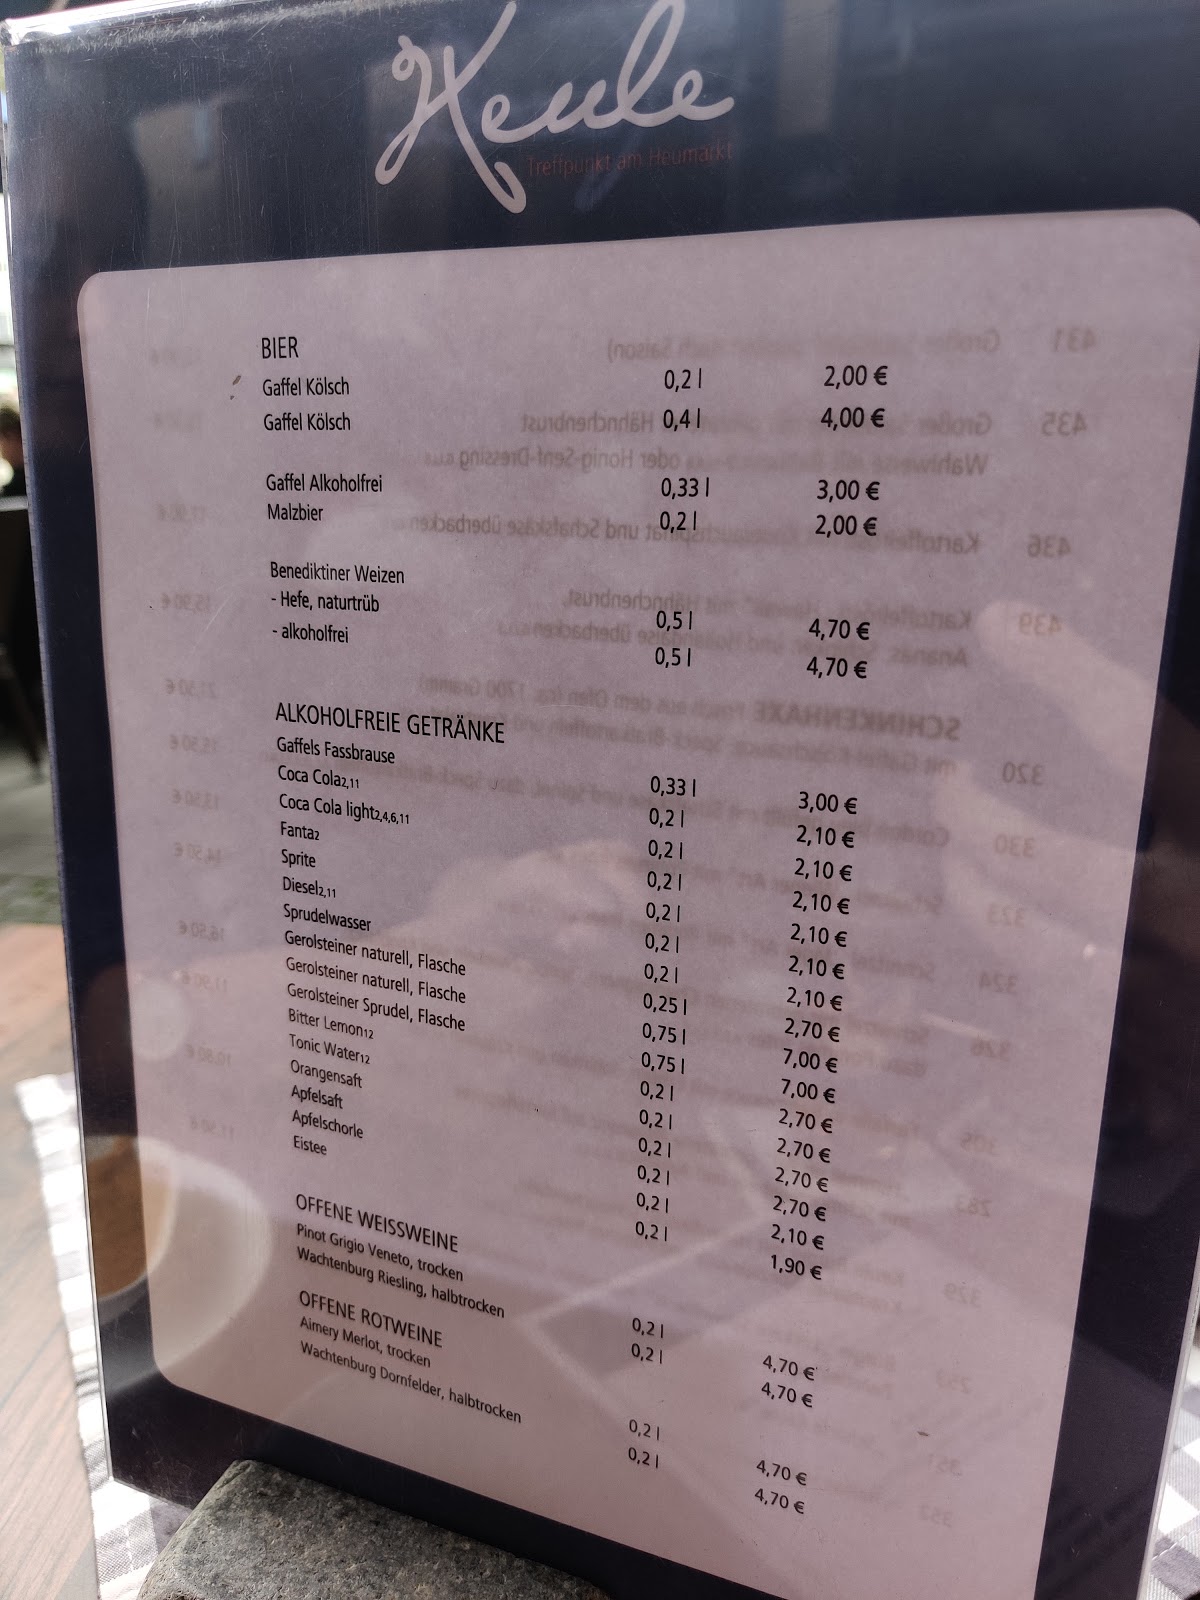 Keule
Treffpunkt am Heumarkt
BIER
Gaffel Kölsch 0,2 l 2,00 €
Gaffel Kölsch 0,4 l 4,00 €
Gaffel Alkoholfrei 0,33 l 3,00 €
Malzbier 0,2 l 2,00 €
Benediktiner Weizen
- Hefe, naturtrüb 0,5 l 4,70 €
- alkoholfrei 0,5 l 4,70 €
ALKOHOLFREIE GETRÄNKE
Gaffels Fassbrause 0,33 l 3,00 €
Coca Cola2,11 0,2 l 2,10 €
Coca Cola light2,4,6,11 0,2 l 2,10 €
Fanta2 0,2 l 2,10 €
Sprite 0,2 l 2,10 €
Diesel2,11 0,2 l 2,10 €
Sprudelwasser 0,2 l 2,10 €
Gerolsteiner naturell, Flasche 0,25 l 2,70 €
Gerolsteiner naturell, Flasche 0,75 l 7,00 €
Gerolsteiner Sprudel, Flasche 0,75 l 7,00 €
Bitter Lemon12 0,2 l 2,70 €
Tonic Water12 0,2 l 2,70 €
Orangensaft 0,2 l 2,70 €
Apfelsaft 0,2 l 2,70 €
Apfelschorle 0,2 l 2,10 €
Eistee 0,2 l 1,90 €
OFFENE WEISSWEINE
Pinot Grigio Veneto, trocken 0,2 l 4,70 €
Wachtenburg Riesling, halbtrocken 0,2 l 4,70 €
OFFENE ROTWEINE
Aimery Merlot, trocken 0,2 l 4,70 €
Wachtenburg Dornfelder, halbtrocken 0,2 l 4,70 €